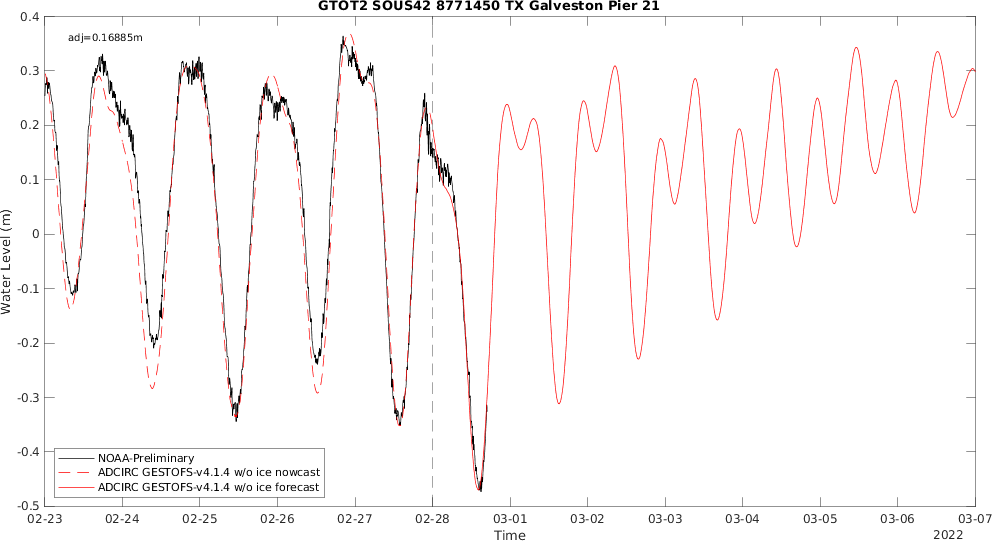 GTOT2 SOUS42 8771450 TX Galveston Pier 21
adj=0.16885m
0.4
0.3
0.2
0.1
0
-0.1
-0.2
-0.3
-0.4
-0.5
Water Level (m)
NOAA-Preliminary
ADCIRC GESTOFS-v4.1.4 w/o ice nowcast
ADCIRC GESTOFS-v4.1.4 w/o ice forecast
02-23 02-24 02-25 02-26 02-27 02-28 03-01 03-02 03-03 03-04 03-05 03-06 03-07
Time
2022